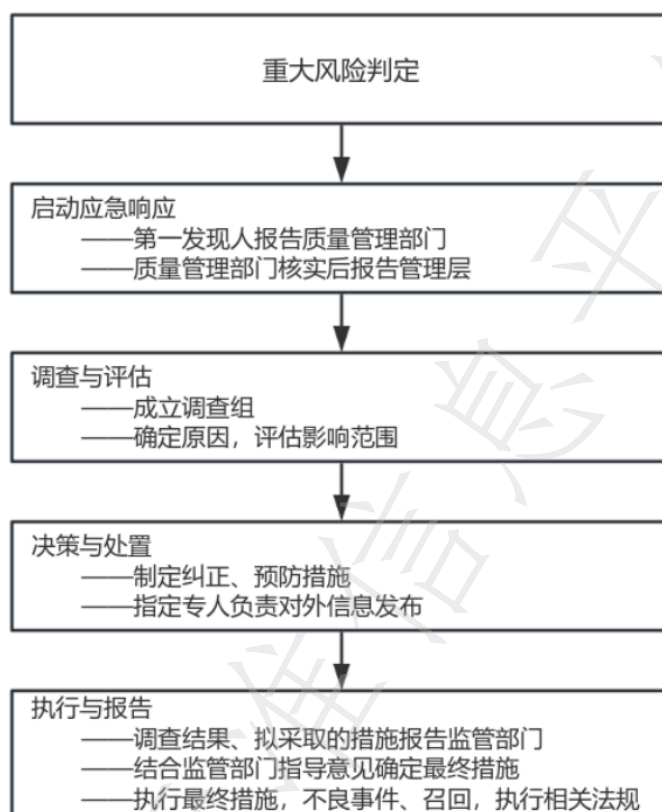 重大风险判定
启动应急响应
——第一发现人报告质量管理部门
——质量管理部门核实后报告管理层
调查与评估
——成立调查组
——确定原因，评估影响范围
决策与处置
——制定纠正、预防措施
——指定专人负责对外信息发布
执行与报告
——调查结果、拟采取的措施报告监管部门
——结合监管部门指导意见确定最终措施
——执行最终措施，不良事件、召回，执行相关法规
准信息平